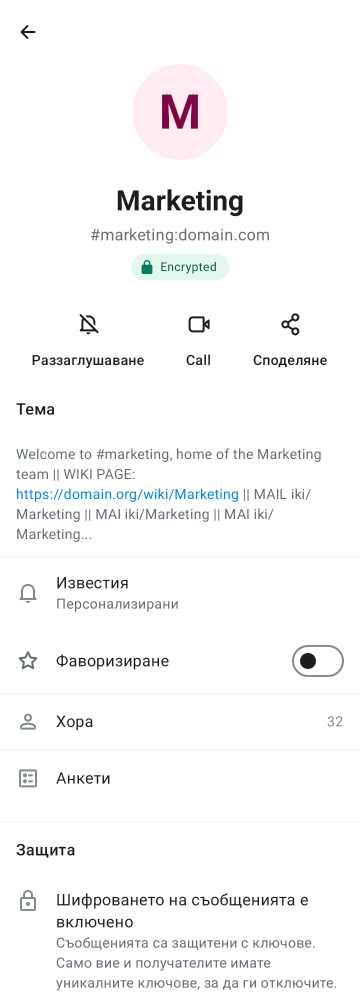 M
Marketing
#marketing:domain.com
Encrypted
Раззаглушаване
Call
Споделяне
Тема
Welcome to #marketing, home of the Marketing
team || WIKI PAGE:
https://domain.org/wiki/Marketing || MAIL iki/
Marketing || MAI iki/Marketing || MAI iki/
Marketing...
Известия
Персонализирани
Фаворизиране
Хора
32
Анкети
Защита
Шифроването на съобщенията е
включено
Съобщенията са защитени с ключове.
Само вие и получателите имате
уникалните ключове, за да ги отключите.